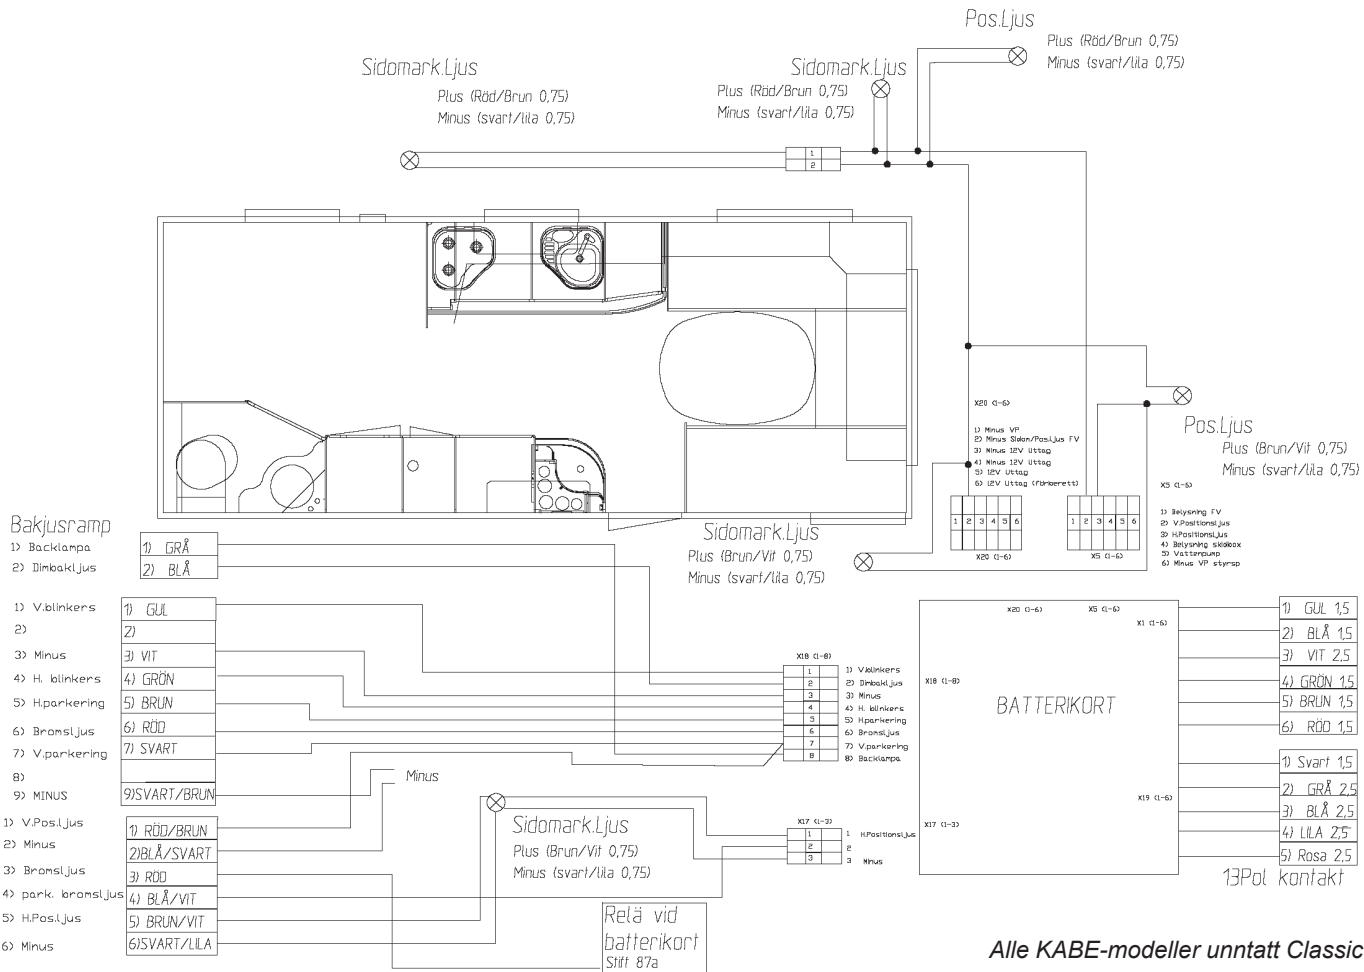 Pos.Ljus
Plus (Röd/Brun 0,75)
Minus (svart/lila 0,75)
Sidomark.Ljus
Plus (Röd/Brun 0,75)
Minus (svart/lila 0,75)
Sidomark.Ljus
Plus (Röd/Brun 0,75)
Minus (svart/lila 0,75)
1
2
Pos.Ljus
Plus (Brun/Vit 0,75)
Minus (svart/lila 0,75)
X20 (1-6)
1) Minus VP
2) Minus Sidom/Pos.ljus FV
3) Minus 12V Uttag
4) Minus 12V Uttag
5) 12V Uttag
6) 12V Uttag (förberett)
1 2 3 4 5 6
X20 (1-6)
1 2 3 4 5 6
X5 (1-6)
X5 (1-6)
1) Belysning FV
2) V.Positionsljus
3) H.Positionsljus
4) Belysning skidbox
5) Vattenpump
6) Minus VP styrsp
Sidomark.Ljus
Plus (Brun/Vit 0,75)
Minus (svart/lila 0,75)
Bakjusramp
1) Backlampa
2) Dimbakljus
1) GRÅ
2) BLÅ
1) V.blinkers
2)
3) Minus
4) H. blinkers
5) H.parkering
6) Bromsljus
7) V.parkering
8)
9) MINUS
1) GUL
2)
3) VIT
4) GRÖN
5) BRUN
6) RÖD
7) SVART
9)SVART/BRUN
1) V.Pos.ljus
2) Minus
3) Bromsljus
4) park. bromsljus
5) H.Pos.ljus
6) Minus
1) RÖD/BRUN
2)BLÅ/SVART
3) RÖD
4) BLÅ/VIT
5) BRUN/VIT
6)SVART/LILA
Minus
Sidomark.Ljus
Plus (Brun/Vit 0,75)
Minus (svart/lila 0,75)
Relä vid
batterikort
Stift 87a
X18 (1-8)
1
2
3
4
5
6
7
8
1) V.blinkers
2) Dimbakljus
3) Minus
4) H. blinkers
5) H.parkering
6) Bromsljus
7) V.parkering
8) Backlampa
X17 (1-3)
1
2
3
1 H.Positionsljus
2
3 Minus
X20 (1-6)
X5 (1-6)
X1 (1-6)
X18 (1-8)
BATTERIKORT
X19 (1-6)
X17 (1-3)
1) GUL 1,5
2) BLÅ 1,5
3) VIT 2,5
4) GRÖN 1,5
5) BRUN 1,5
6) RÖD 1,5
1) Svart 1,5
2) GRÅ 2,5
3) BLÅ 2,5
4) LILA 2,5
5) Rosa 2,5
13Pol kontakt
Alle KABE-modeller unntatt Classic